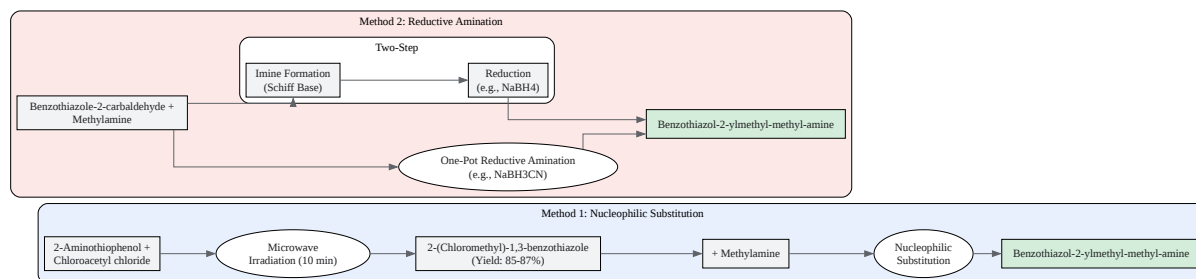 Method 2: Reductive Amination
Two-Step
Imine Formation
(Schiff Base)
Reduction
(e.g., NaBH4)
Benzothiazole-2-carbaldehyde +
Methylamine
Benzothiazol-2-ylmethyl-methyl-amine
One-Pot Reductive Amination
(e.g., NaBH3CN)
Method 1: Nucleophilic Substitution
2-Aminothiophenol +
Chloroacetyl chloride
Microwave
Irradiation (10 min)
2-(Chloromethyl)-1,3-benzothiazole
(Yield: 85-87%)
+ Methylamine
Nucleophilic
Substitution
Benzothiazol-2-ylmethyl-methyl-amine